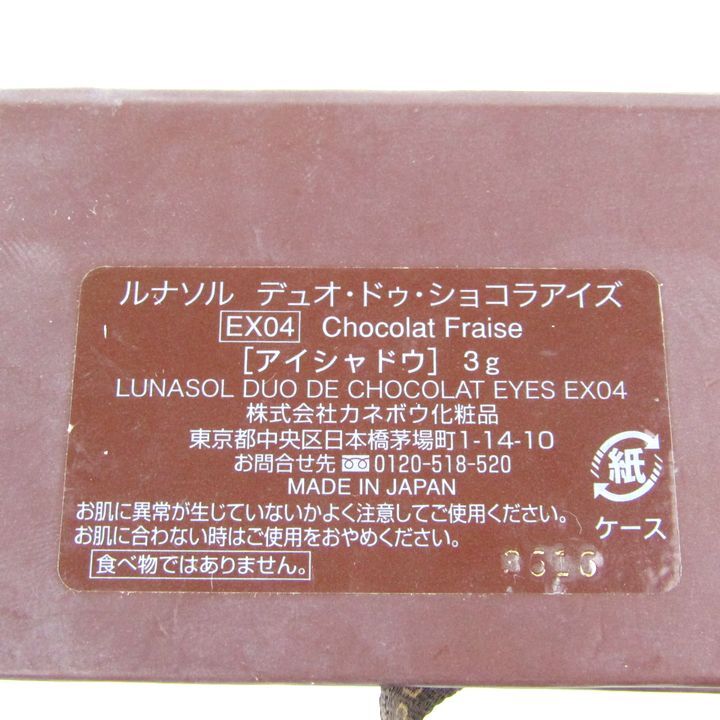 ルナソル デュオ・ドゥ・ショコラアイズ
EX04 Chocolat Fraise
[アイシャドウ] 3g
LUNASOL DUO DE CHOCOLAT EYES EX04
株式会社カネボウ化粧品
東京都中央区日本橋茅場町1-14-10
お問合せ先 0120-518-520
MADE IN JAPAN
紙
ケース
お肌に異常が生じていないかよく注意してご使用ください。
お肌に合わない時はご使用をおやめください。
食べ物ではありません。